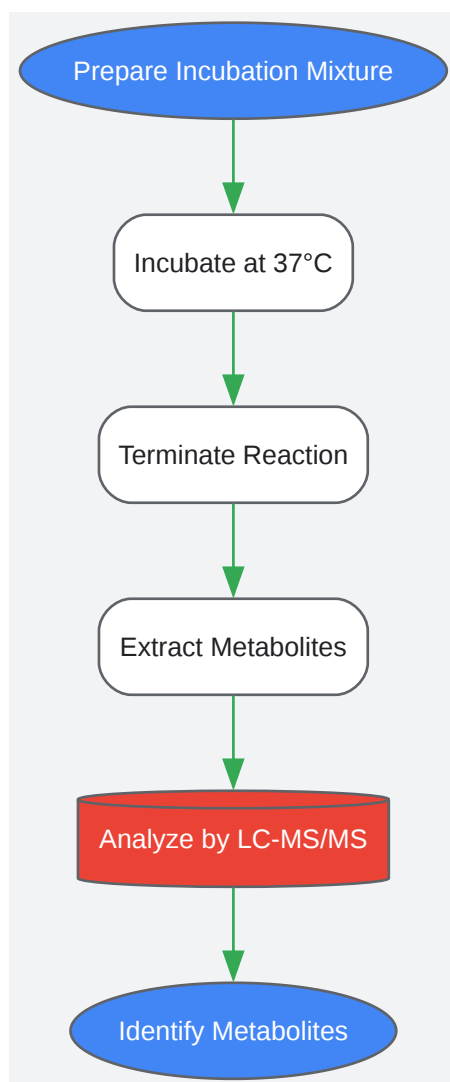 Prepare Incubation Mixture
Incubate at 37°C
Terminate Reaction
Extract Metabolites
Analyze by LC-MS/MS
Identify Metabolites